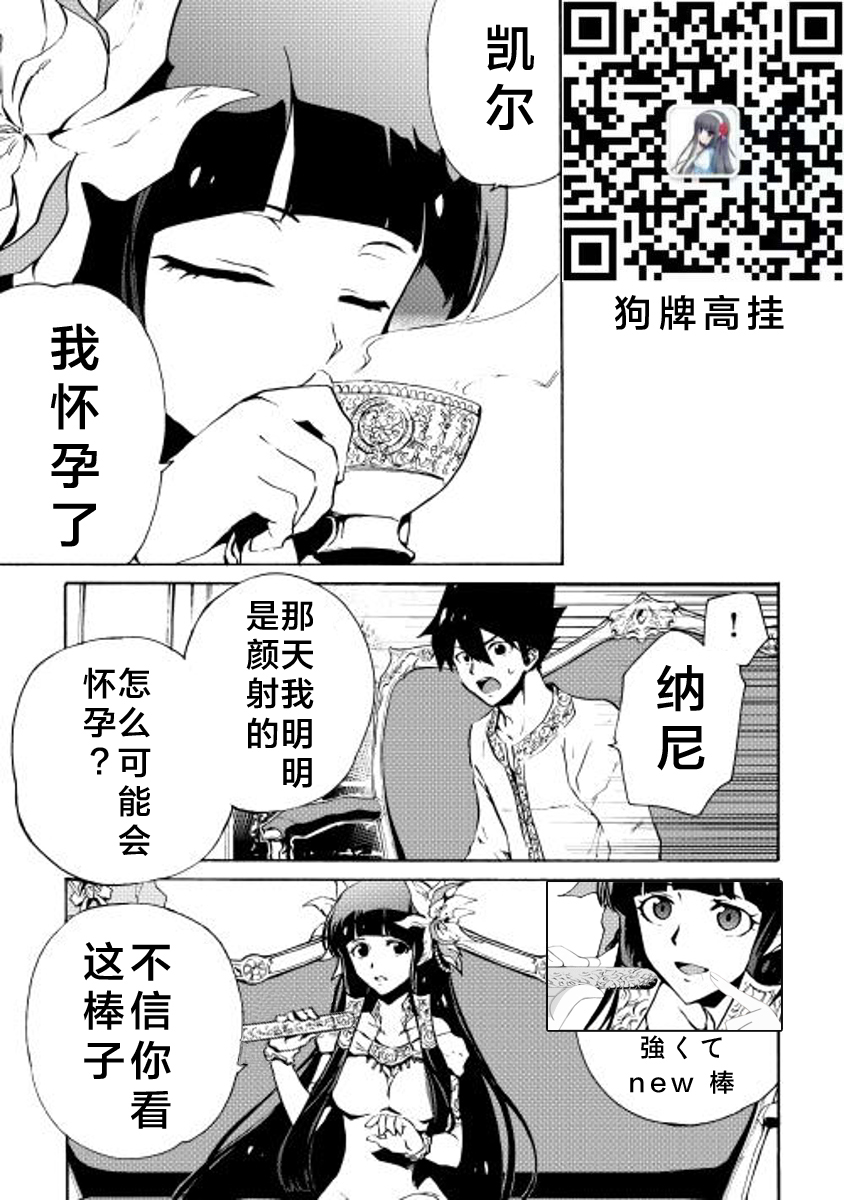 凯尔
狗牌高挂
我怀孕了
！
纳尼
那天我明明
是颜射的
怎么可能会
怀孕？
強くて
new 棒
不信你看
这棒子